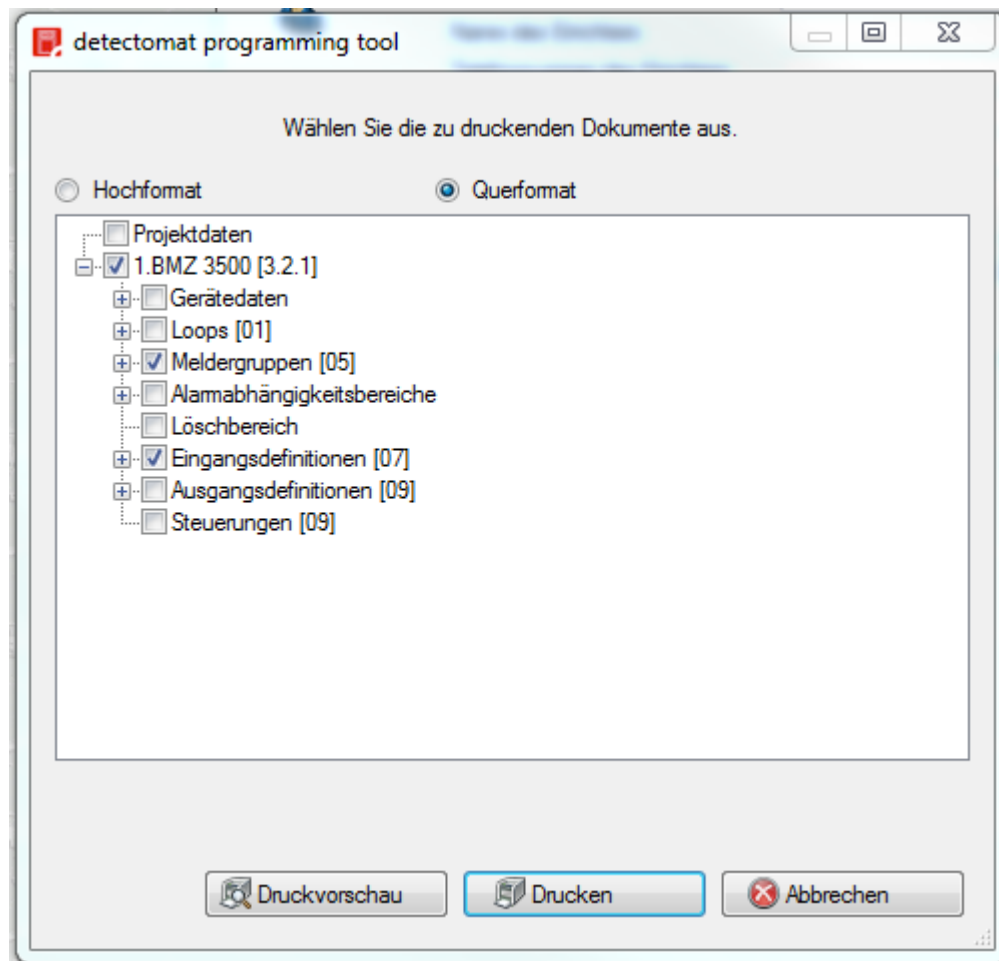 detectomat programming tool
Wählen Sie die zu druckenden Dokumente aus.
Hochformat Querformat
Projektdaten
1.BMZ 3500 [3.2.1]
Gerätedaten
Loops [01]
Meldergruppen [05]
Alarmabhängigkeitsbereiche
Löschbereich
Eingangsdefinitionen [07]
Ausgangsdefinitionen [09]
Steuerungen [09]
Druckvorschau Drucken Abbrechen